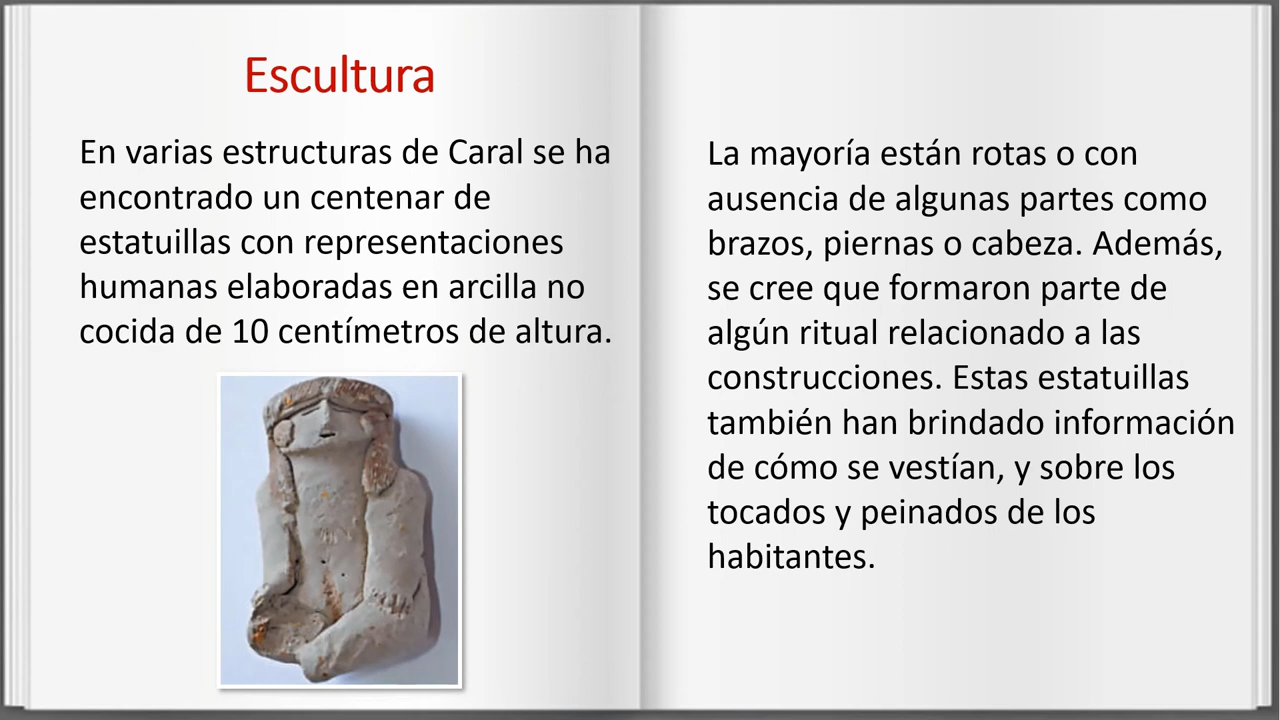 Escultura
En varias estructuras de Caral se ha
encontrado un centenar de
estatuillas con representaciones
humanas elaboradas en arcilla no
cocida de 10 centímetros de altura.
La mayoría están rotas o con
ausencia de algunas partes como
brazos, piernas o cabeza. Además,
se cree que formaron parte de
algún ritual relacionado a las
construcciones. Estas estatuillas
también han brindado información
de cómo se vestían, y sobre los
tocados y peinados de los
habitantes.